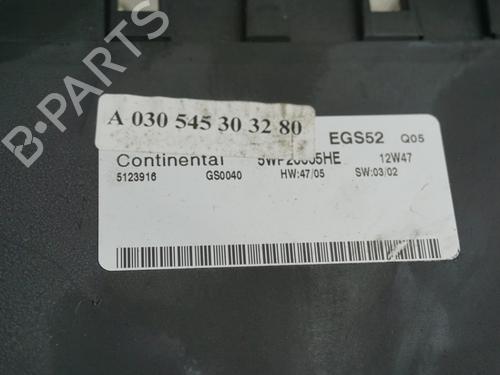 A 030 545 30 32 80
EGS52 Q05
Continental 12W47
5123916 GS0040 HW:47/05 SW:03/02
B-PARTS